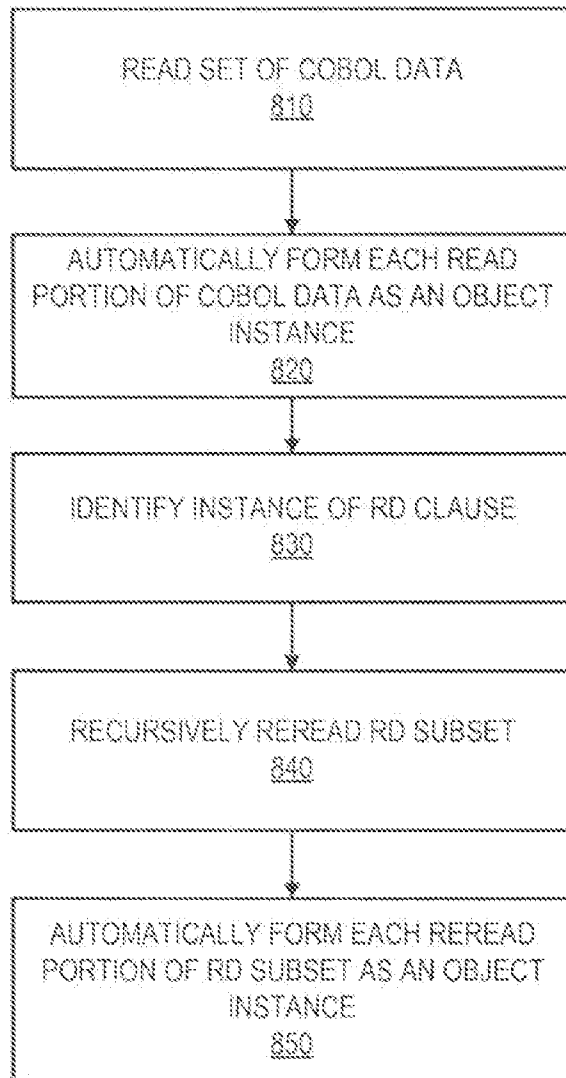 READ SET OF COBOL DATA
810
AUTOMATICALLY FORM EACH READ
PORTION OF COBOL DATA AS AN OBJECT
INSTANCE
820
IDENTIFY INSTANCE OF RD CLAUSE
830
RECURSIVELY REREAD RD SUBSET
840
AUTOMATICALLY FORM EACH REREAD
PORTION OF RD SUBSET AS AN OBJECT
INSTANCE
850